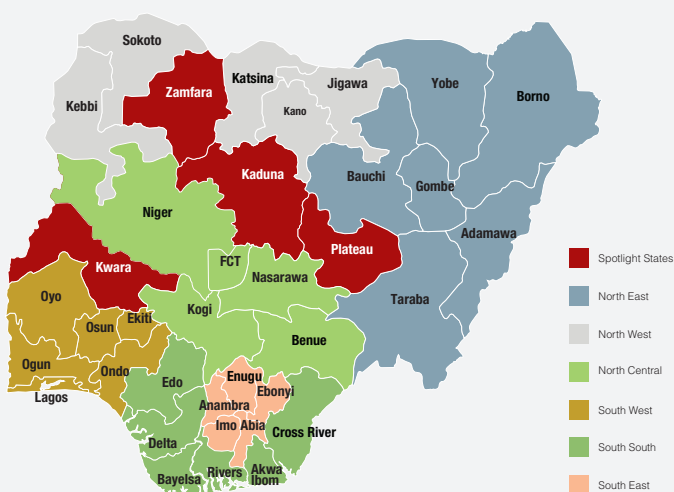 Sokoto
Zamfara
Katsina
Jigawa
Yobe
Borno
Kebbi
Kano
Kaduna
Bauchi
Gombe
Niger
Adamawa
Plateau
FCT
Kwara
Nasarawa
Taraba
Oyo
Kogi
Osun
Ekiti
Benue
Ogun
Ondo
Lagos
Edo
Enugu
Ebonyi
Anambra
Imo
Abia
Cross River
Delta
Bayelsa
Rivers
Akwa
Ibom
Spotlight States
North East
North West
North Central
South West
South South
South East